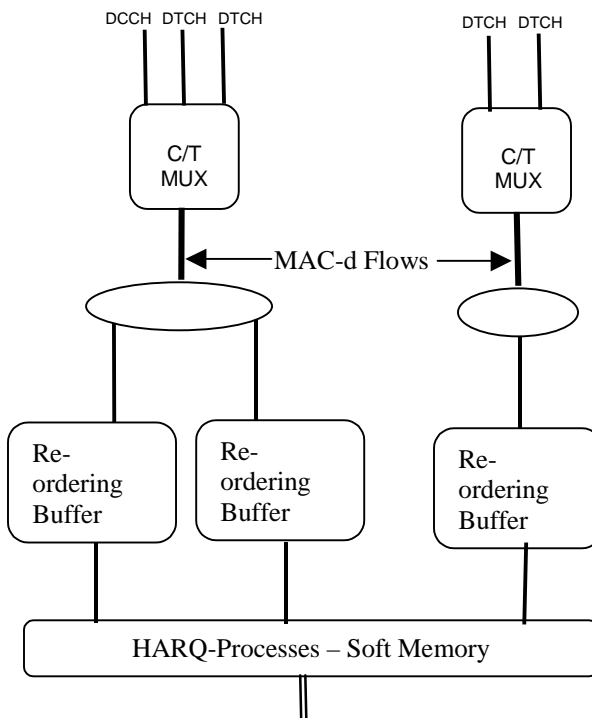 DCCH DTCH DTCH
DTCH DTCH
C/T
MUX
C/T
MUX
MAC-d Flows
Re-
ordering
Buffer
Re-
ordering
Buffer
Re-
ordering
Buffer
HARQ-Processes – Soft Memory